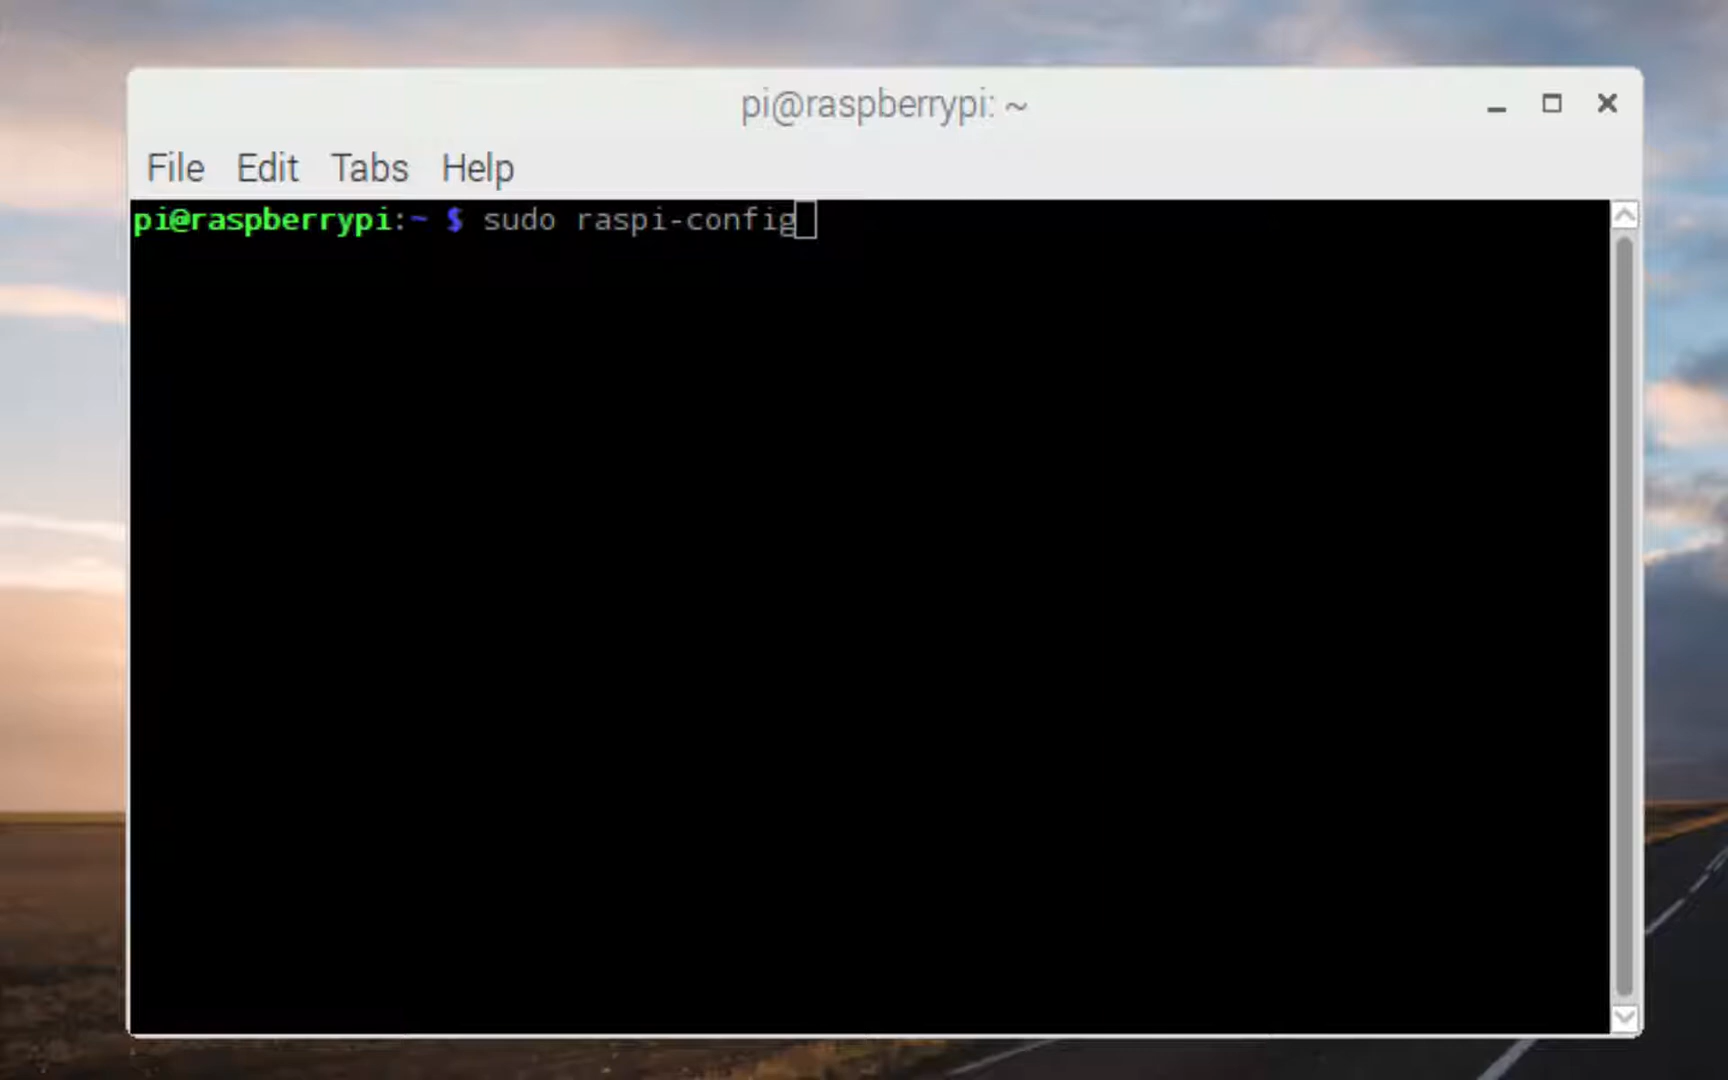 pi@raspberrypi: ~
File Edit Tabs Help
pi@raspberrypi:~ $ sudo raspi-config